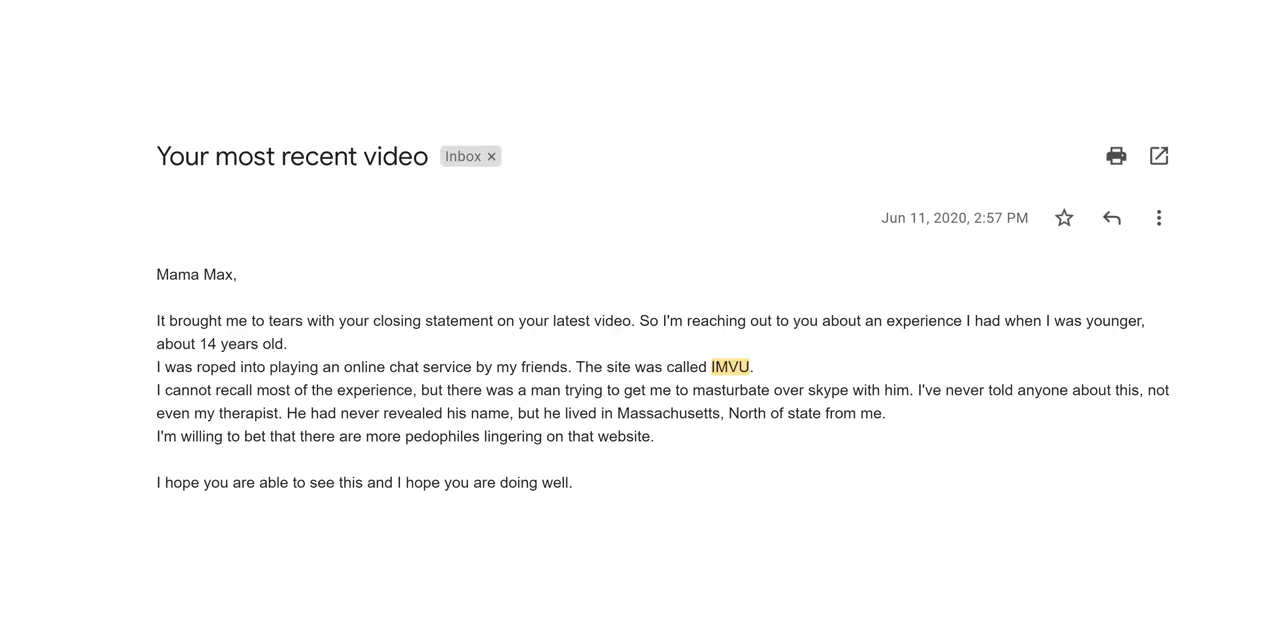 Your most recent video Inbox ×
Jun 11, 2020, 2:57 PM
Mama Max,
It brought me to tears with your closing statement on your latest video. So I'm reaching out to you about an experience I had when I was younger,
about 14 years old.
I was roped into playing an online chat service by my friends. The site was called IMVU.
I cannot recall most of the experience, but there was a man trying to get me to masturbate over skype with him. I've never told anyone about this, not
even my therapist. He had never revealed his name, but he lived in Massachusetts, North of state from me.
I'm willing to bet that there are more pedophiles lingering on that website.
I hope you are able to see this and I hope you are doing well.